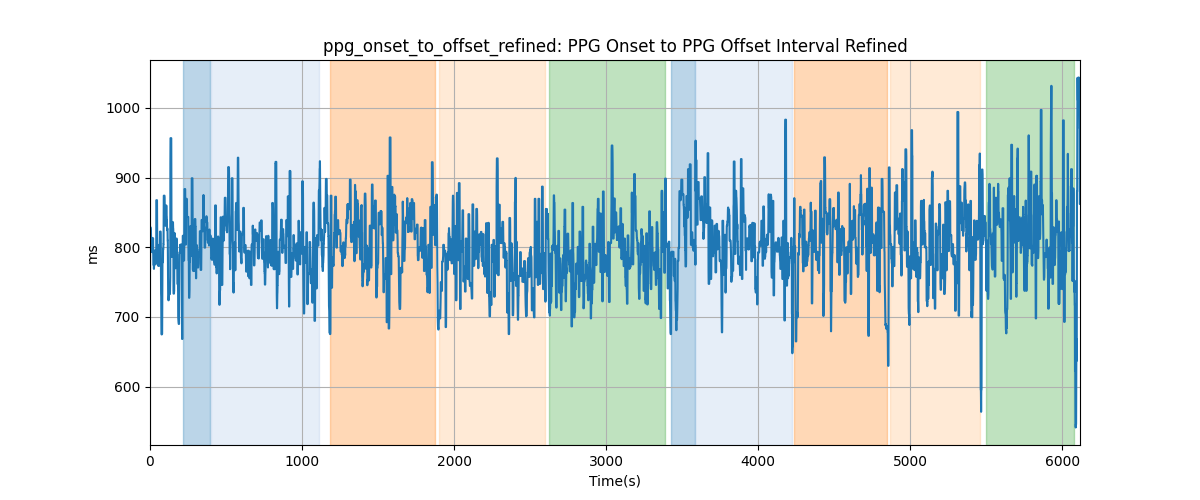 ppg_onset_to_offset_refined: PPG Onset to PPG Offset Interval Refined
1000
900
800
700
600
ms
0 1000 2000 3000 4000 5000 6000
Time(s)